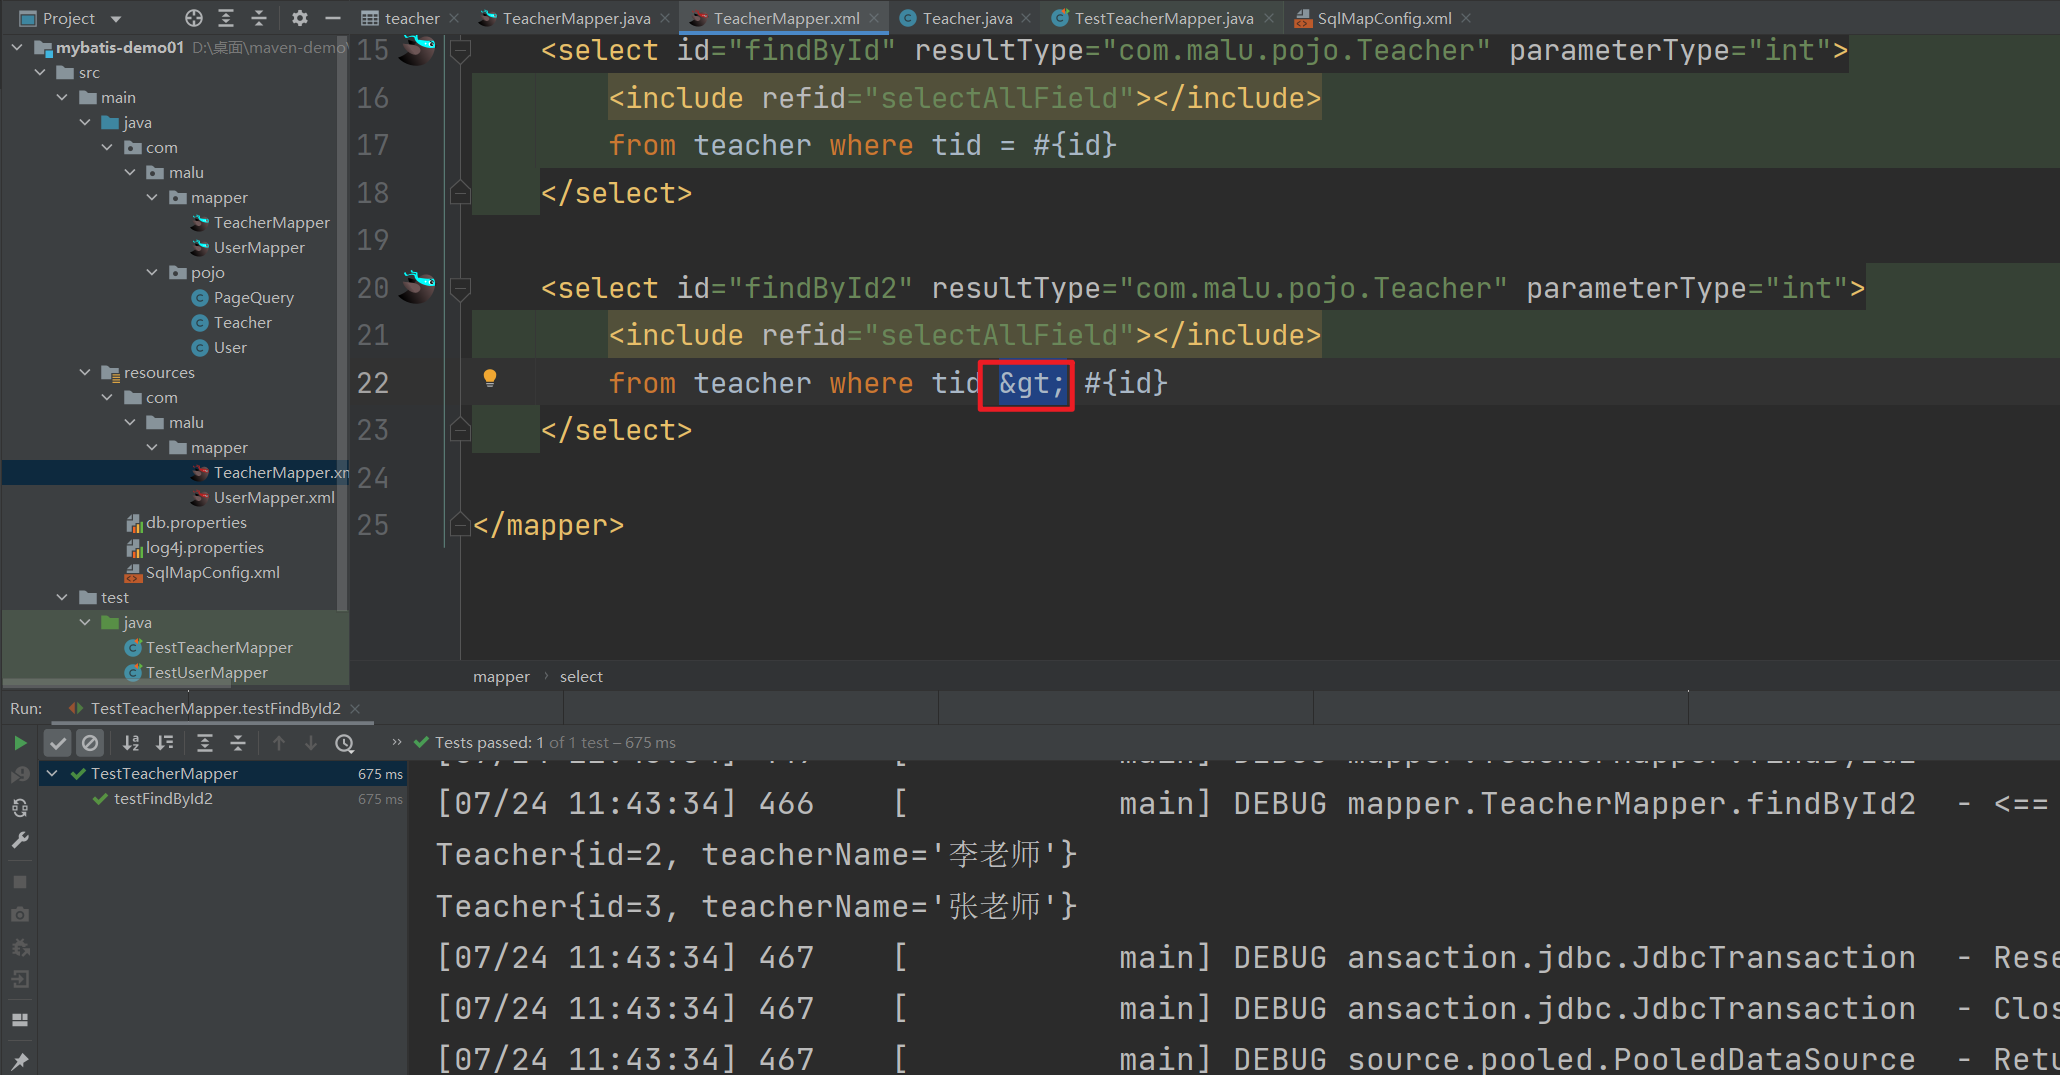 Project
teacher
TeacherMapper.java
TeacherMapper.xml
Teacher.java
TestTeacherMapper.java
SqlMapConfig.xml
mybatis-demo01 D:\桌面\maven-demo\
src
main
java
com
malu
mapper
TeacherMapper
UserMapper
pojo
PageQuery
Teacher
User
resources
com
malu
mapper
TeacherMapper.xm
UserMapper.xml
db.properties
log4j.properties
SqlMapConfig.xml
test
java
TestTeacherMapper
TestUserMapper
15 <select id="findById" resultType="com.malu.pojo.Teacher" parameterType="int">
16 <include refid="selectAllField"></include>
17 from teacher where tid = #{id}
18 </select>
19
20 <select id="findById2" resultType="com.malu.pojo.Teacher" parameterType="int">
21 <include refid="selectAllField"></include>
22 from teacher where tid &gt; #{id}
23 </select>
24
25 </mapper>
mapper › select
Run: TestTeacherMapper.testFindById2
» Tests passed: 1 of 1 test – 675 ms
TestTeacherMapper 675 ms
testFindById2 675 ms
[07/24 11:43:34] 466 [ main] DEBUG mapper.TeacherMapper.findById2 - <==
Teacher{id=2, teacherName='李老师'}
Teacher{id=3, teacherName='张老师'}
[07/24 11:43:34] 467 [ main] DEBUG ansaction.jdbc.JdbcTransaction - Rese
[07/24 11:43:34] 467 [ main] DEBUG ansaction.jdbc.JdbcTransaction - Clos
[07/24 11:43:34] 467 [ main] DEBUG source.pooled.PooledDataSource - Retu